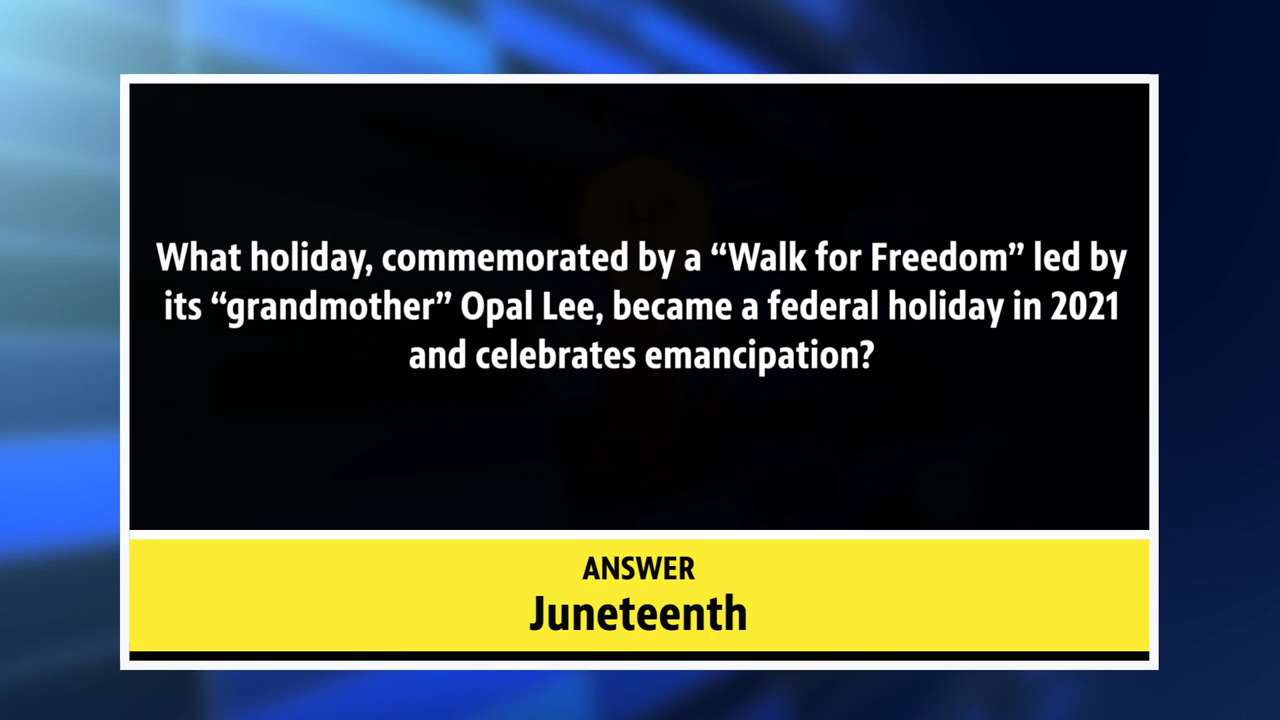 What holiday, commemorated by a “Walk for Freedom” led by
its “grandmother” Opal Lee, became a federal holiday in 2021
and celebrates emancipation?
ANSWER
Juneteenth